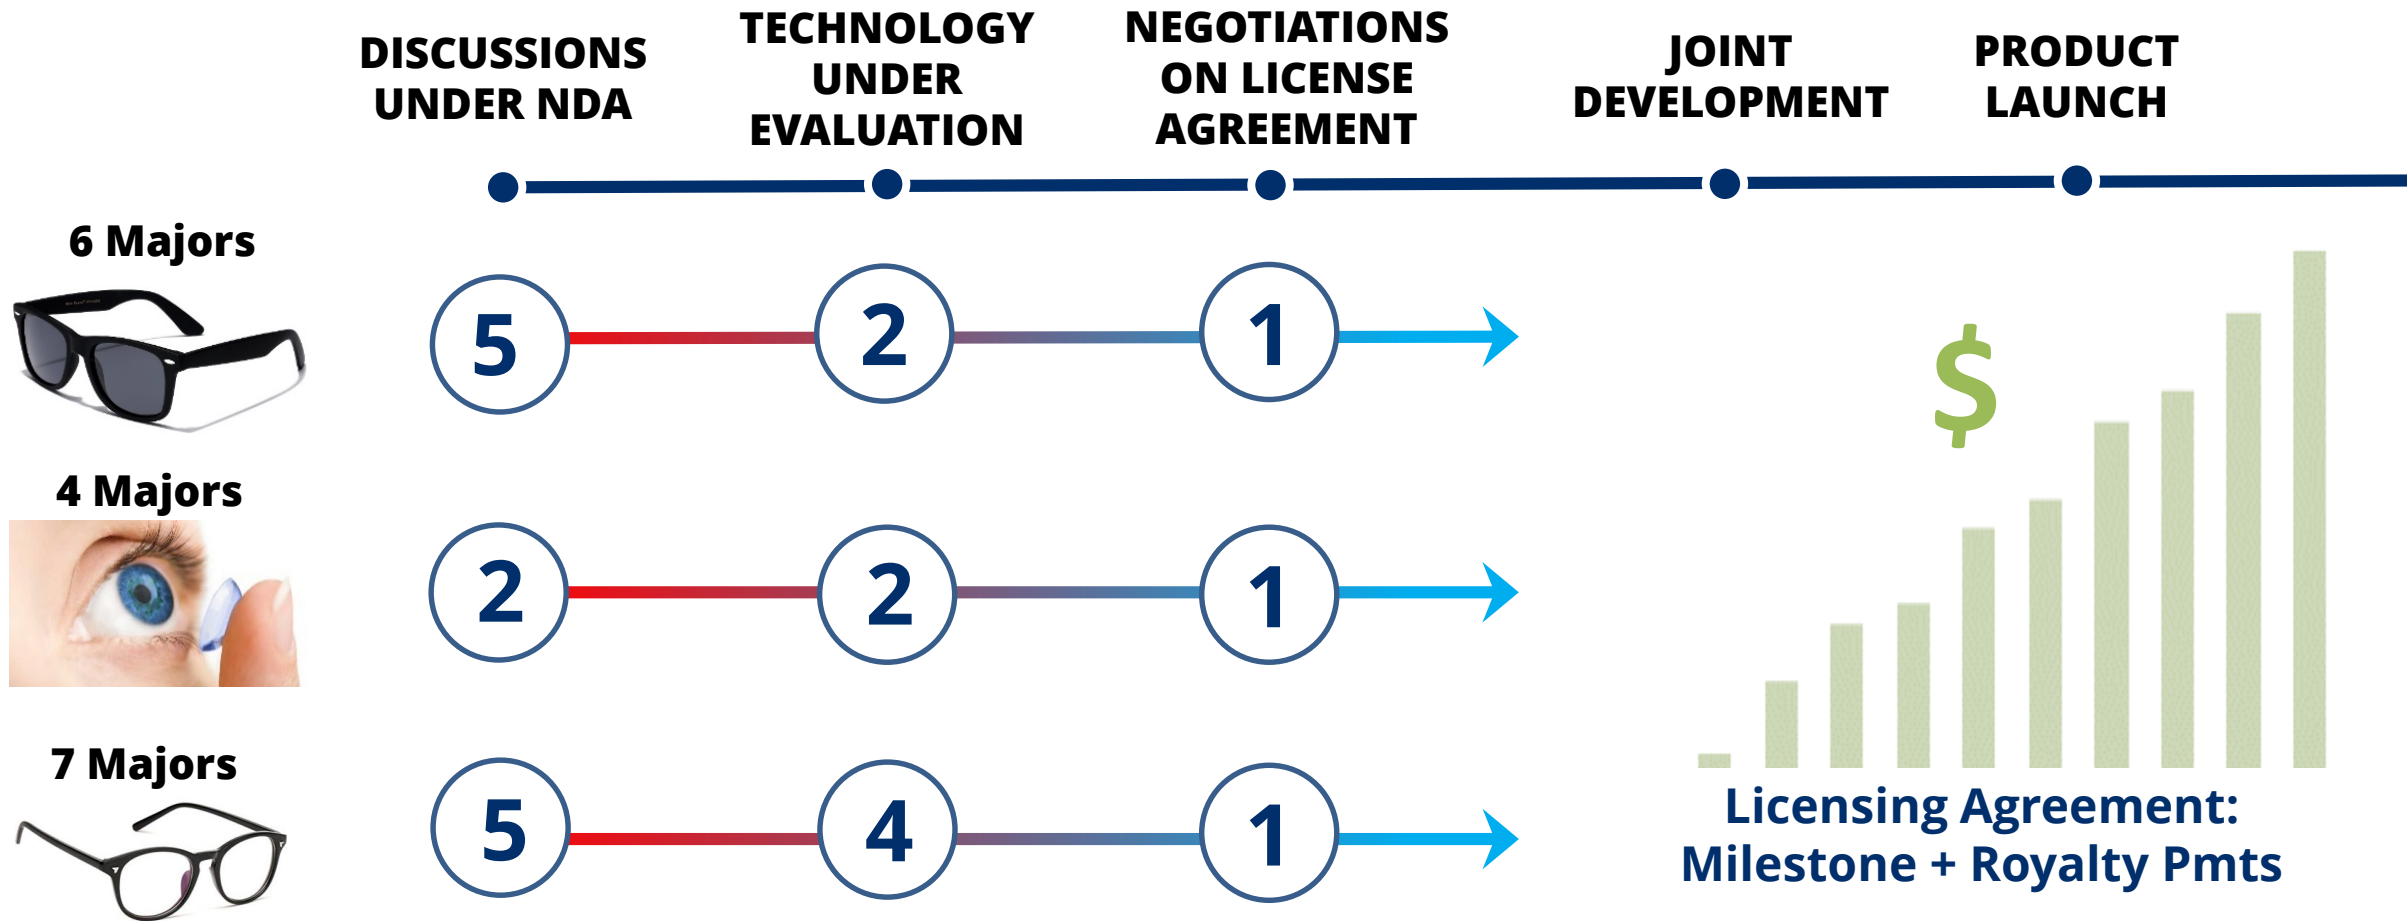 DISCUSSIONS
UNDER NDA
TECHNOLOGY
UNDER
EVALUATION
NEGOTIATIONS
ON LICENSE
AGREEMENT
JOINT
DEVELOPMENT
PRODUCT
LAUNCH
6 Majors
5
2
1
$
4 Majors
2
2
1
7 Majors
5
4
1
Licensing Agreement:
Milestone + Royalty Pmts